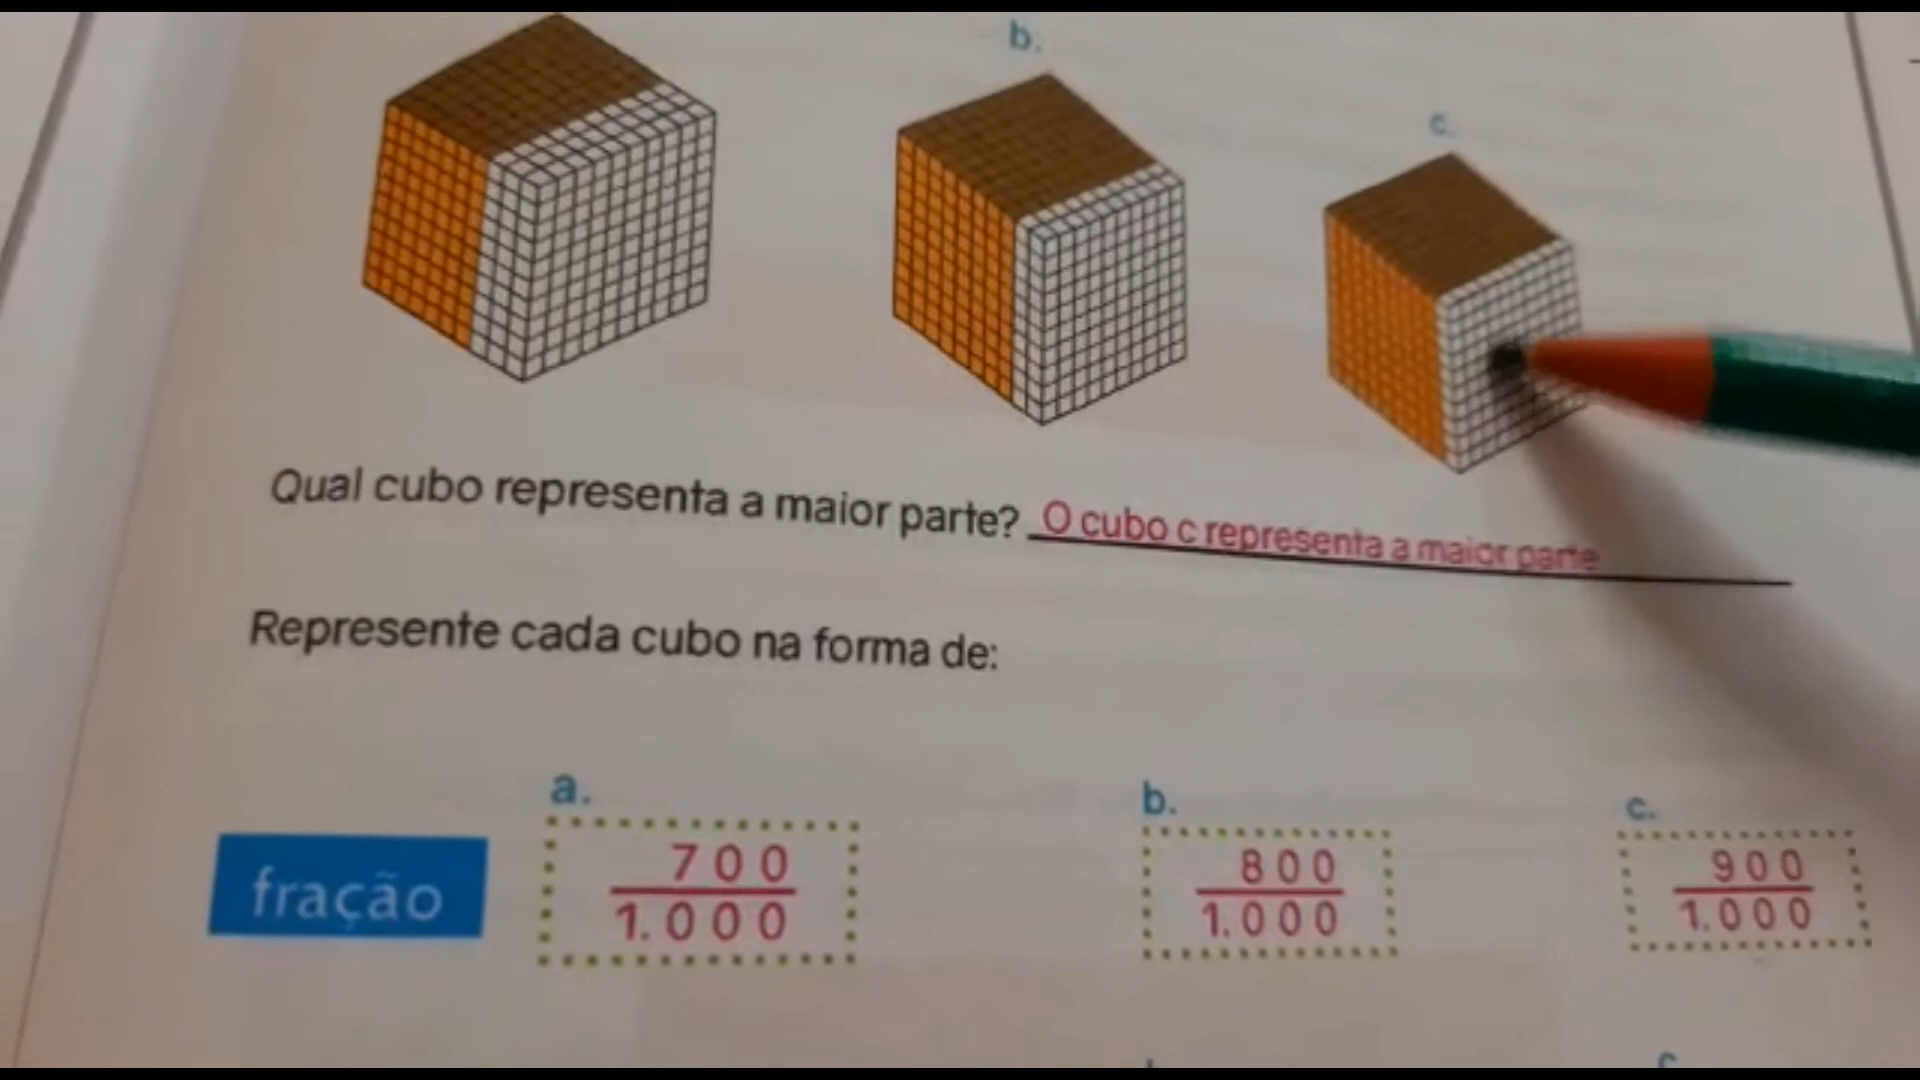 b.
c.
Qual cubo representa a maior parte? O cubo c representa a maior parte
Represente cada cubo na forma de:
a.
b.
c.
fração
700
1.000
800
1.000
900
1.000
c